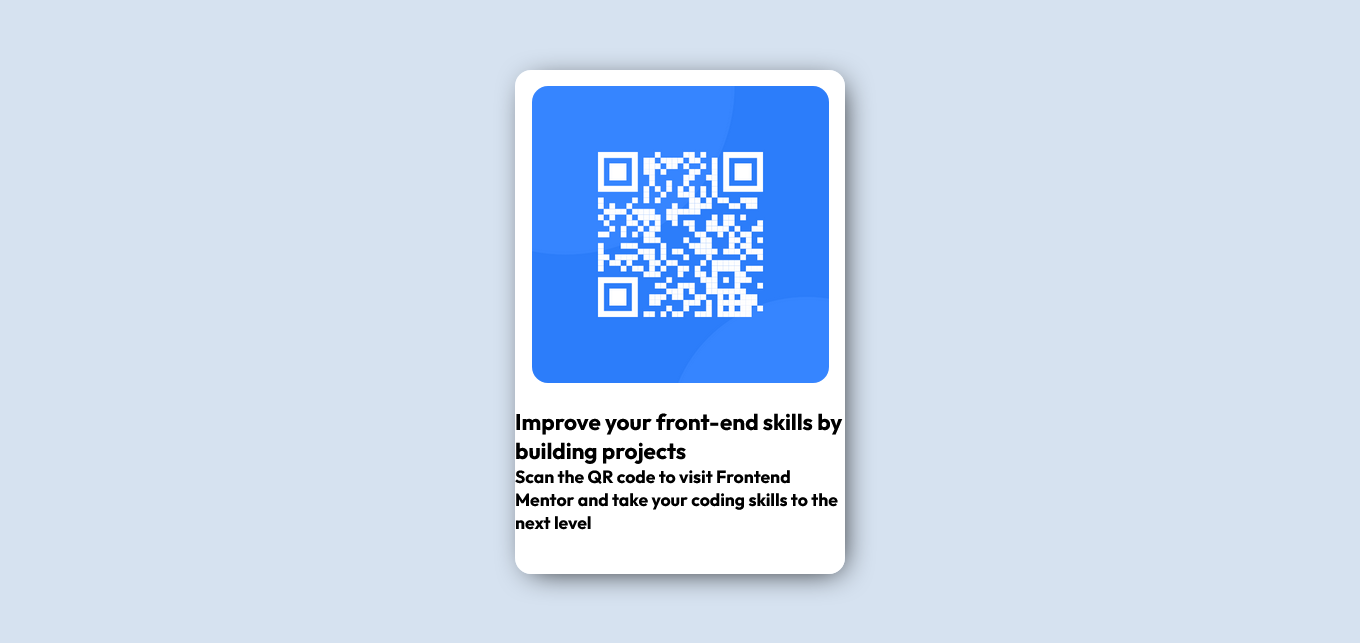 Improve your front-end skills by
building projects
Scan the QR code to visit Frontend
Mentor and take your coding skills to the
next level